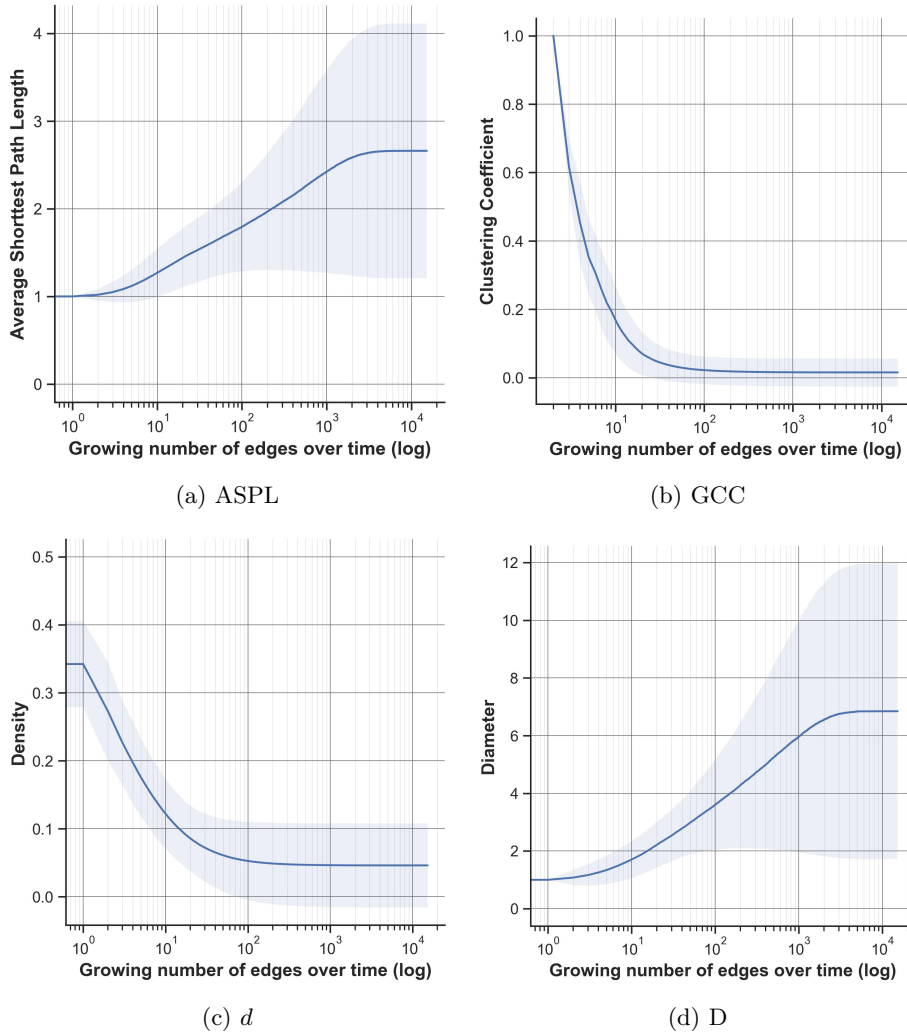 Average Shorttest Path Length
4
3
2
1
0
10^0 10^1 10^2 10^3 10^4
Growing number of edges over time (log)
(a) ASPL
Clustering Coefficient
1.0
0.8
0.6
0.4
0.2
0.0
10^1 10^2 10^3 10^4
Growing number of edges over time (log)
(b) GCC
Density
0.5
0.4
0.3
0.2
0.1
0.0
10^0 10^1 10^2 10^3 10^4
Growing number of edges over time (log)
(c) d
Diameter
12
10
8
6
4
2
0
10^0 10^1 10^2 10^3 10^4
Growing number of edges over time (log)
(d) D